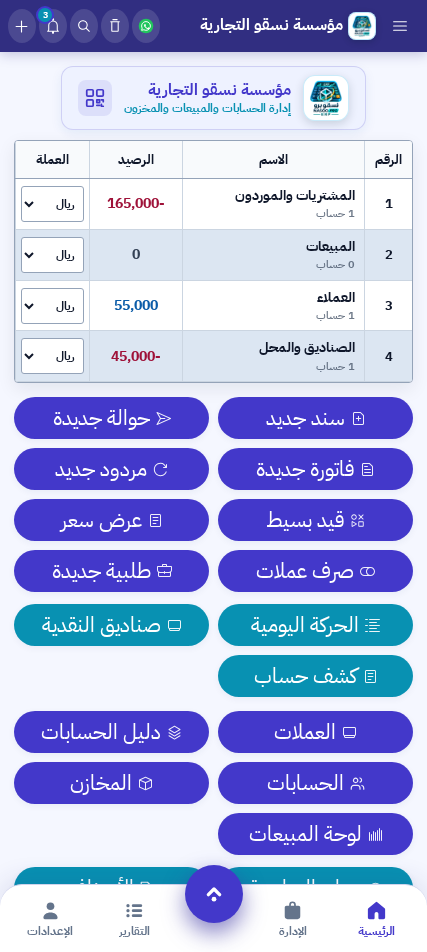 مؤسسة نسقو التجارية
3
مؤسسة نسقو التجارية
إدارة الحسابات والمبيعات والمخزون
الرقم الاسم الرصيد العملة
1 المشتريات والموردون -165,000 ريال
1 حساب
2 المبيعات 0 ريال
0 حساب
3 العملاء 55,000 ريال
1 حساب
4 الصناديق والمحل -45,000 ريال
1 حساب
سند جديد
حوالة جديدة
فاتورة جديدة
مردود جديد
قيد بسيط
عرض سعر
صرف عملات
طلبية جديدة
الحركة اليومية
صناديق النقدية
كشف حساب
العملات
دليل الحسابات
الحسابات
المخازن
لوحة المبيعات
الرئيسية
الإدارة
التقارير
الإعدادات